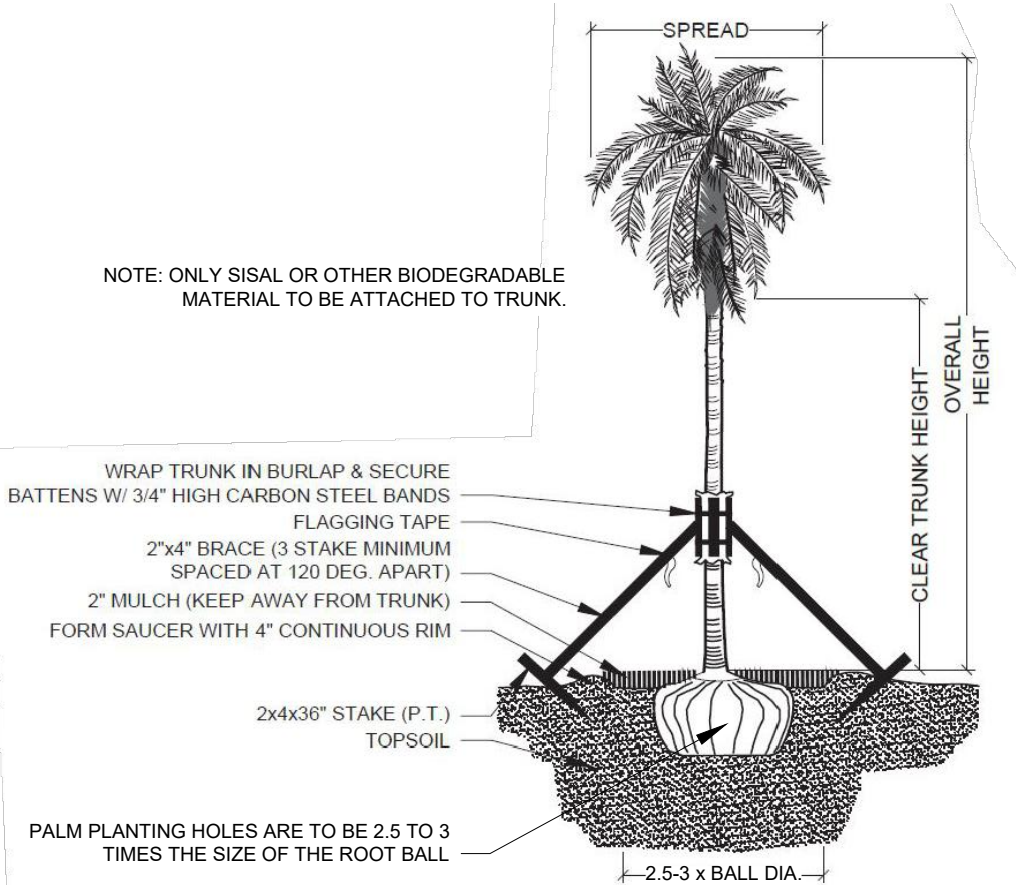 SPREAD
NOTE: ONLY SISAL OR OTHER BIODEGRADABLE
MATERIAL TO BE ATTACHED TO TRUNK.
OVERALL
HEIGHT
CLEAR TRUNK HEIGHT
WRAP TRUNK IN BURLAP & SECURE
BATTENS W/ 3/4" HIGH CARBON STEEL BANDS
FLAGGING TAPE
2"x4" BRACE (3 STAKE MINIMUM
SPACED AT 120 DEG. APART)
2" MULCH (KEEP AWAY FROM TRUNK)
FORM SAUCER WITH 4" CONTINUOUS RIM
2x4x36" STAKE (P.T.)
TOPSOIL
PALM PLANTING HOLES ARE TO BE 2.5 TO 3
TIMES THE SIZE OF THE ROOT BALL
2.5-3 x BALL DIA.